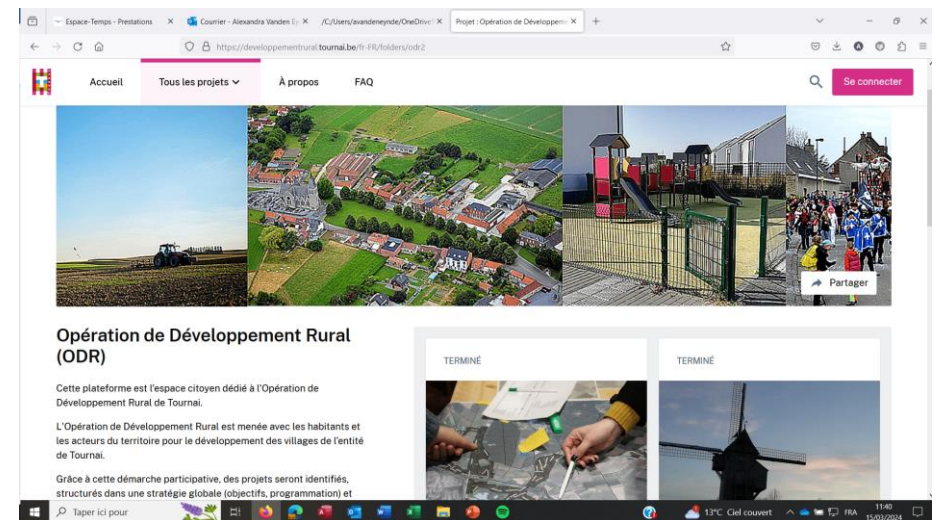 Espace-Temps - Prestations
Courrier - Alexandra Vanden Ey
/C:/Users/avandeneynde/OneDrive
Projet : Opération de Développeme
https://developpementrural.tournai.be/fr-FR/folders/odr2
Accueil
Tous les projets
À propos
FAQ
Se connecter
Partager
Opération de Développement Rural
(ODR)
Cette plateforme est l'espace citoyen dédié à l'Opération de
Développement Rural de Tournai.
L'Opération de Développement Rural est menée avec les habitants et
les acteurs du territoire pour le développement des villages de l'entité
de Tournai.
Grâce à cette démarche participative, des projets seront identifiés,
structurés dans une stratégie globale (objectifs, programmation) et
TERMINÉ
TERMINÉ
Taper ici pour
13°C Ciel couvert
FRA
11:40
15/03/2024